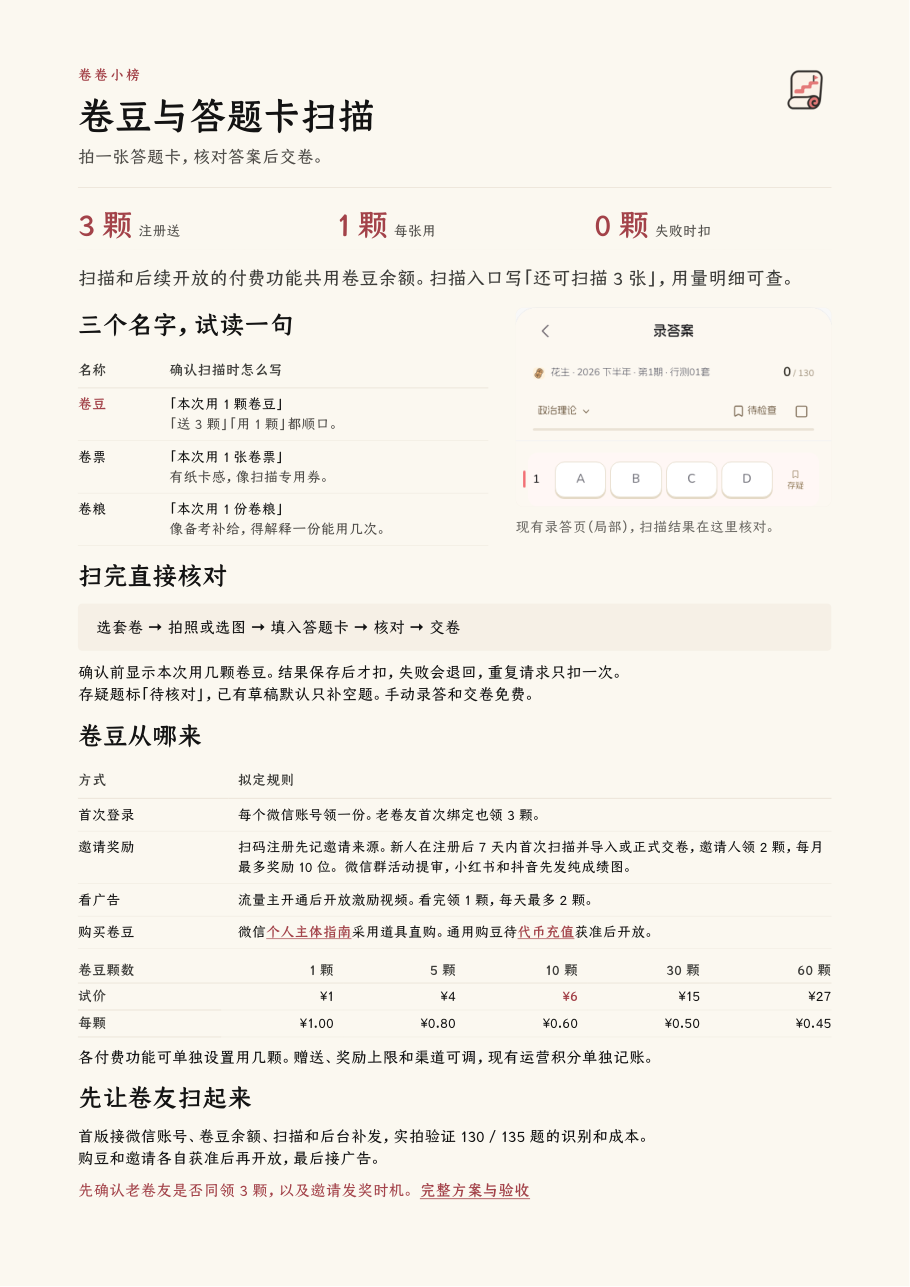 卷卷小榜
卷豆与答题卡扫描
拍一张答题卡，核对答案后交卷。
3 颗 注册送
1 颗 每张用
0 颗 失败时扣
扫描和后续开放的付费功能共用卷豆余额。扫描入口写「还可扫描 3 张」，用量明细可查。
三个名字，试读一句
名称 确认扫描时怎么写
卷豆 「本次用 1 颗卷豆」
「送 3 颗」「用 1 颗」都顺口。
卷票 「本次用 1 张卷票」
有纸卡感，像扫描专用券。
卷粮 「本次用 1 份卷粮」
像备考补给，得解释一份能用几次。
录答案
花主 · 2026 下半年 · 第1期 · 行测01套 0 / 130
政治理论 待检查
1 A B C D 存疑
现有录答页（局部），扫描结果在这里核对。
扫完直接核对
选套卷 → 拍照或选图 → 填入答题卡 → 核对 → 交卷
确认前显示本次用几颗卷豆。结果保存后才扣，失败会退回，重复请求只扣一次。
存疑题标「待核对」，已有草稿默认只补空题。手动录答和交卷免费。
卷豆从哪来
方式 拟定规则
首次登录 每个微信账号领一份。老卷友首次绑定也领 3 颗。
邀请奖励 扫码注册先记邀请来源。新人在注册后 7 天内首次扫描并导入或正式交卷，邀请人领 2 颗，每月
最多奖励 10 位。微信群活动提审，小红书和抖音先发纯成绩图。
看广告 流量主开通后开放激励视频。看完领 1 颗，每天最多 2 颗。
购买卷豆 微信个人主体指南采用道具直购。通用购豆待代币充值获准后开放。
卷豆颗数 1 颗 5 颗 10 颗 30 颗 60 颗
试价 ¥1 ¥4 ¥6 ¥15 ¥27
每颗 ¥1.00 ¥0.80 ¥0.60 ¥0.50 ¥0.45
各付费功能可单独设置用几颗。赠送、奖励上限和渠道可调，现有运营积分单独记账。
先让卷友扫起来
首版接微信账号、卷豆余额、扫描和后台补发，实拍验证 130 / 135 题的识别和成本。
购豆和邀请各自获准后再开放，最后接广告。
先确认老卷友是否同领 3 颗，以及邀请发奖时机。 完整方案与验收